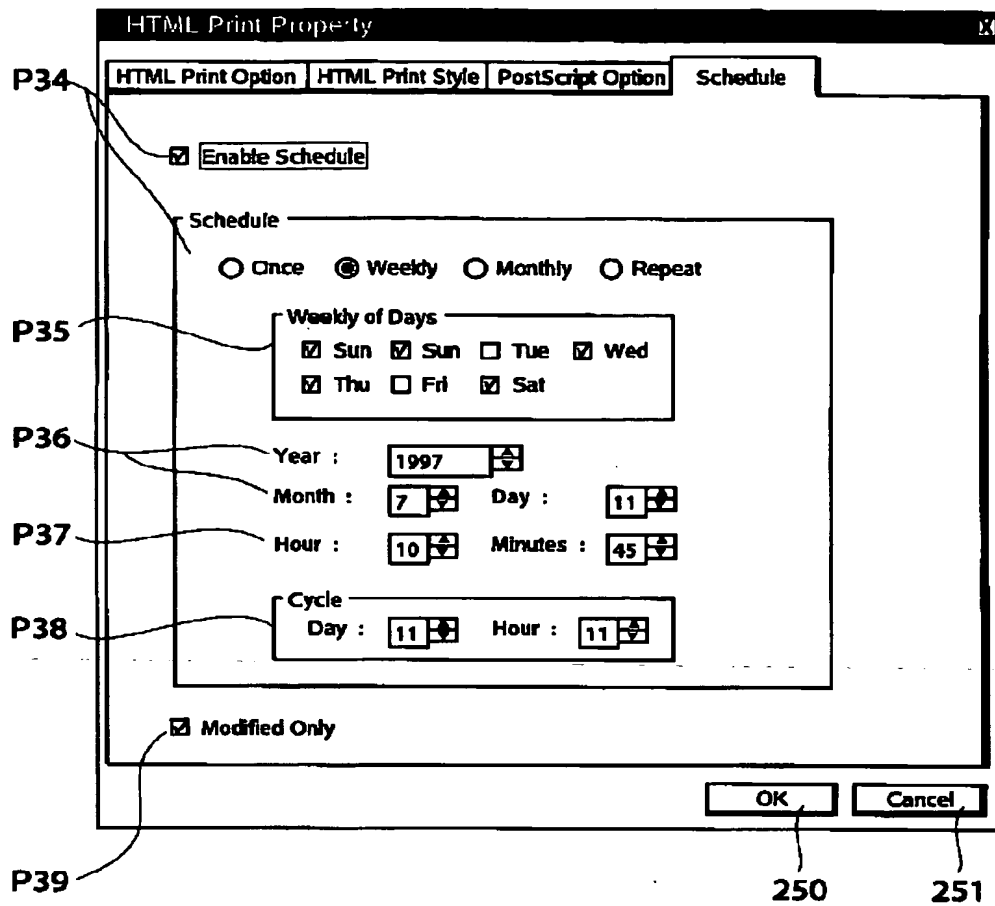 HTML Print Property X
HTML Print Option HTML Print Style PostScript Option Schedule
P34
Enable Schedule
Schedule
Once Weekly Monthly Repeat
P35
Weekly of Days
Sun Sun Tue Wed
Thu Fri Sat
P36
Year : 1997
Month : 7 Day : 11
P37
Hour : 10 Minutes : 45
Cycle
P38
Day : 11 Hour : 11
Modified Only
OK Cancel
P39
250 251